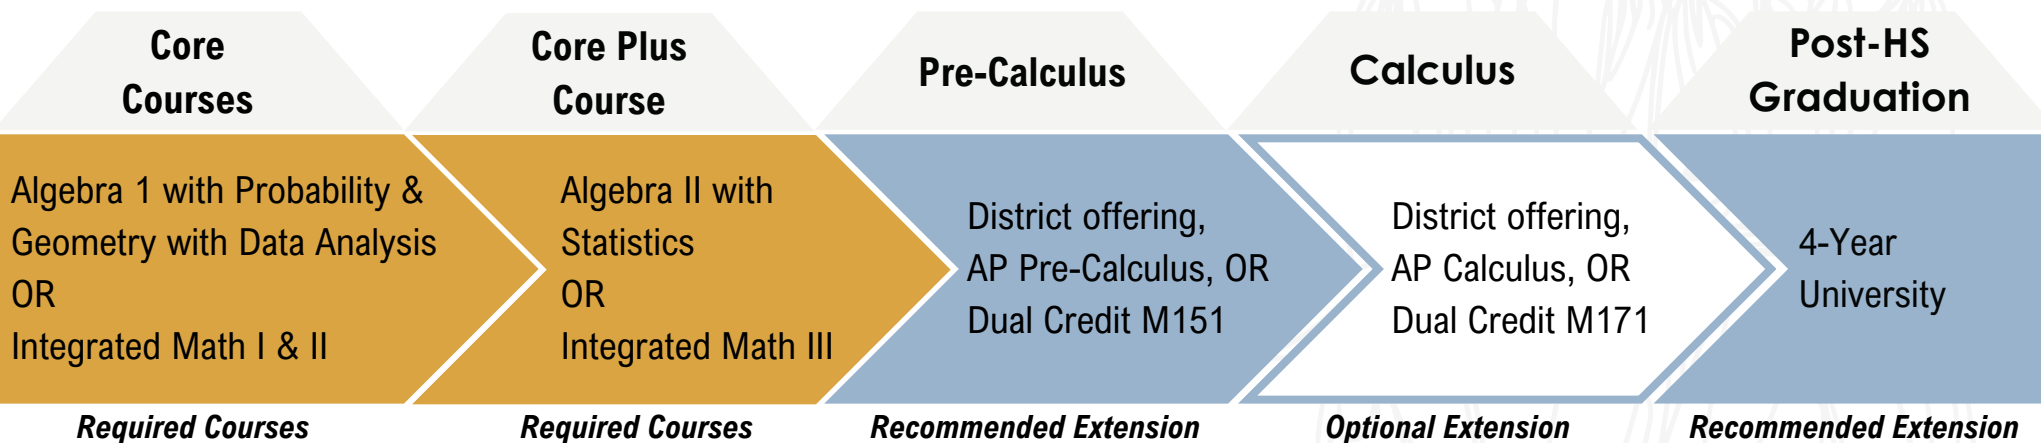 Core
Courses
Core Plus
Course
Pre-Calculus
Calculus
Post-HS
Graduation
Algebra 1 with Probability &
Geometry with Data Analysis
OR
Integrated Math I & II
Algebra II with
Statistics
OR
Integrated Math III
District offering,
AP Pre-Calculus, OR
Dual Credit M151
District offering,
AP Calculus, OR
Dual Credit M171
4-Year
University
Required Courses
Required Courses
Recommended Extension
Optional Extension
Recommended Extension